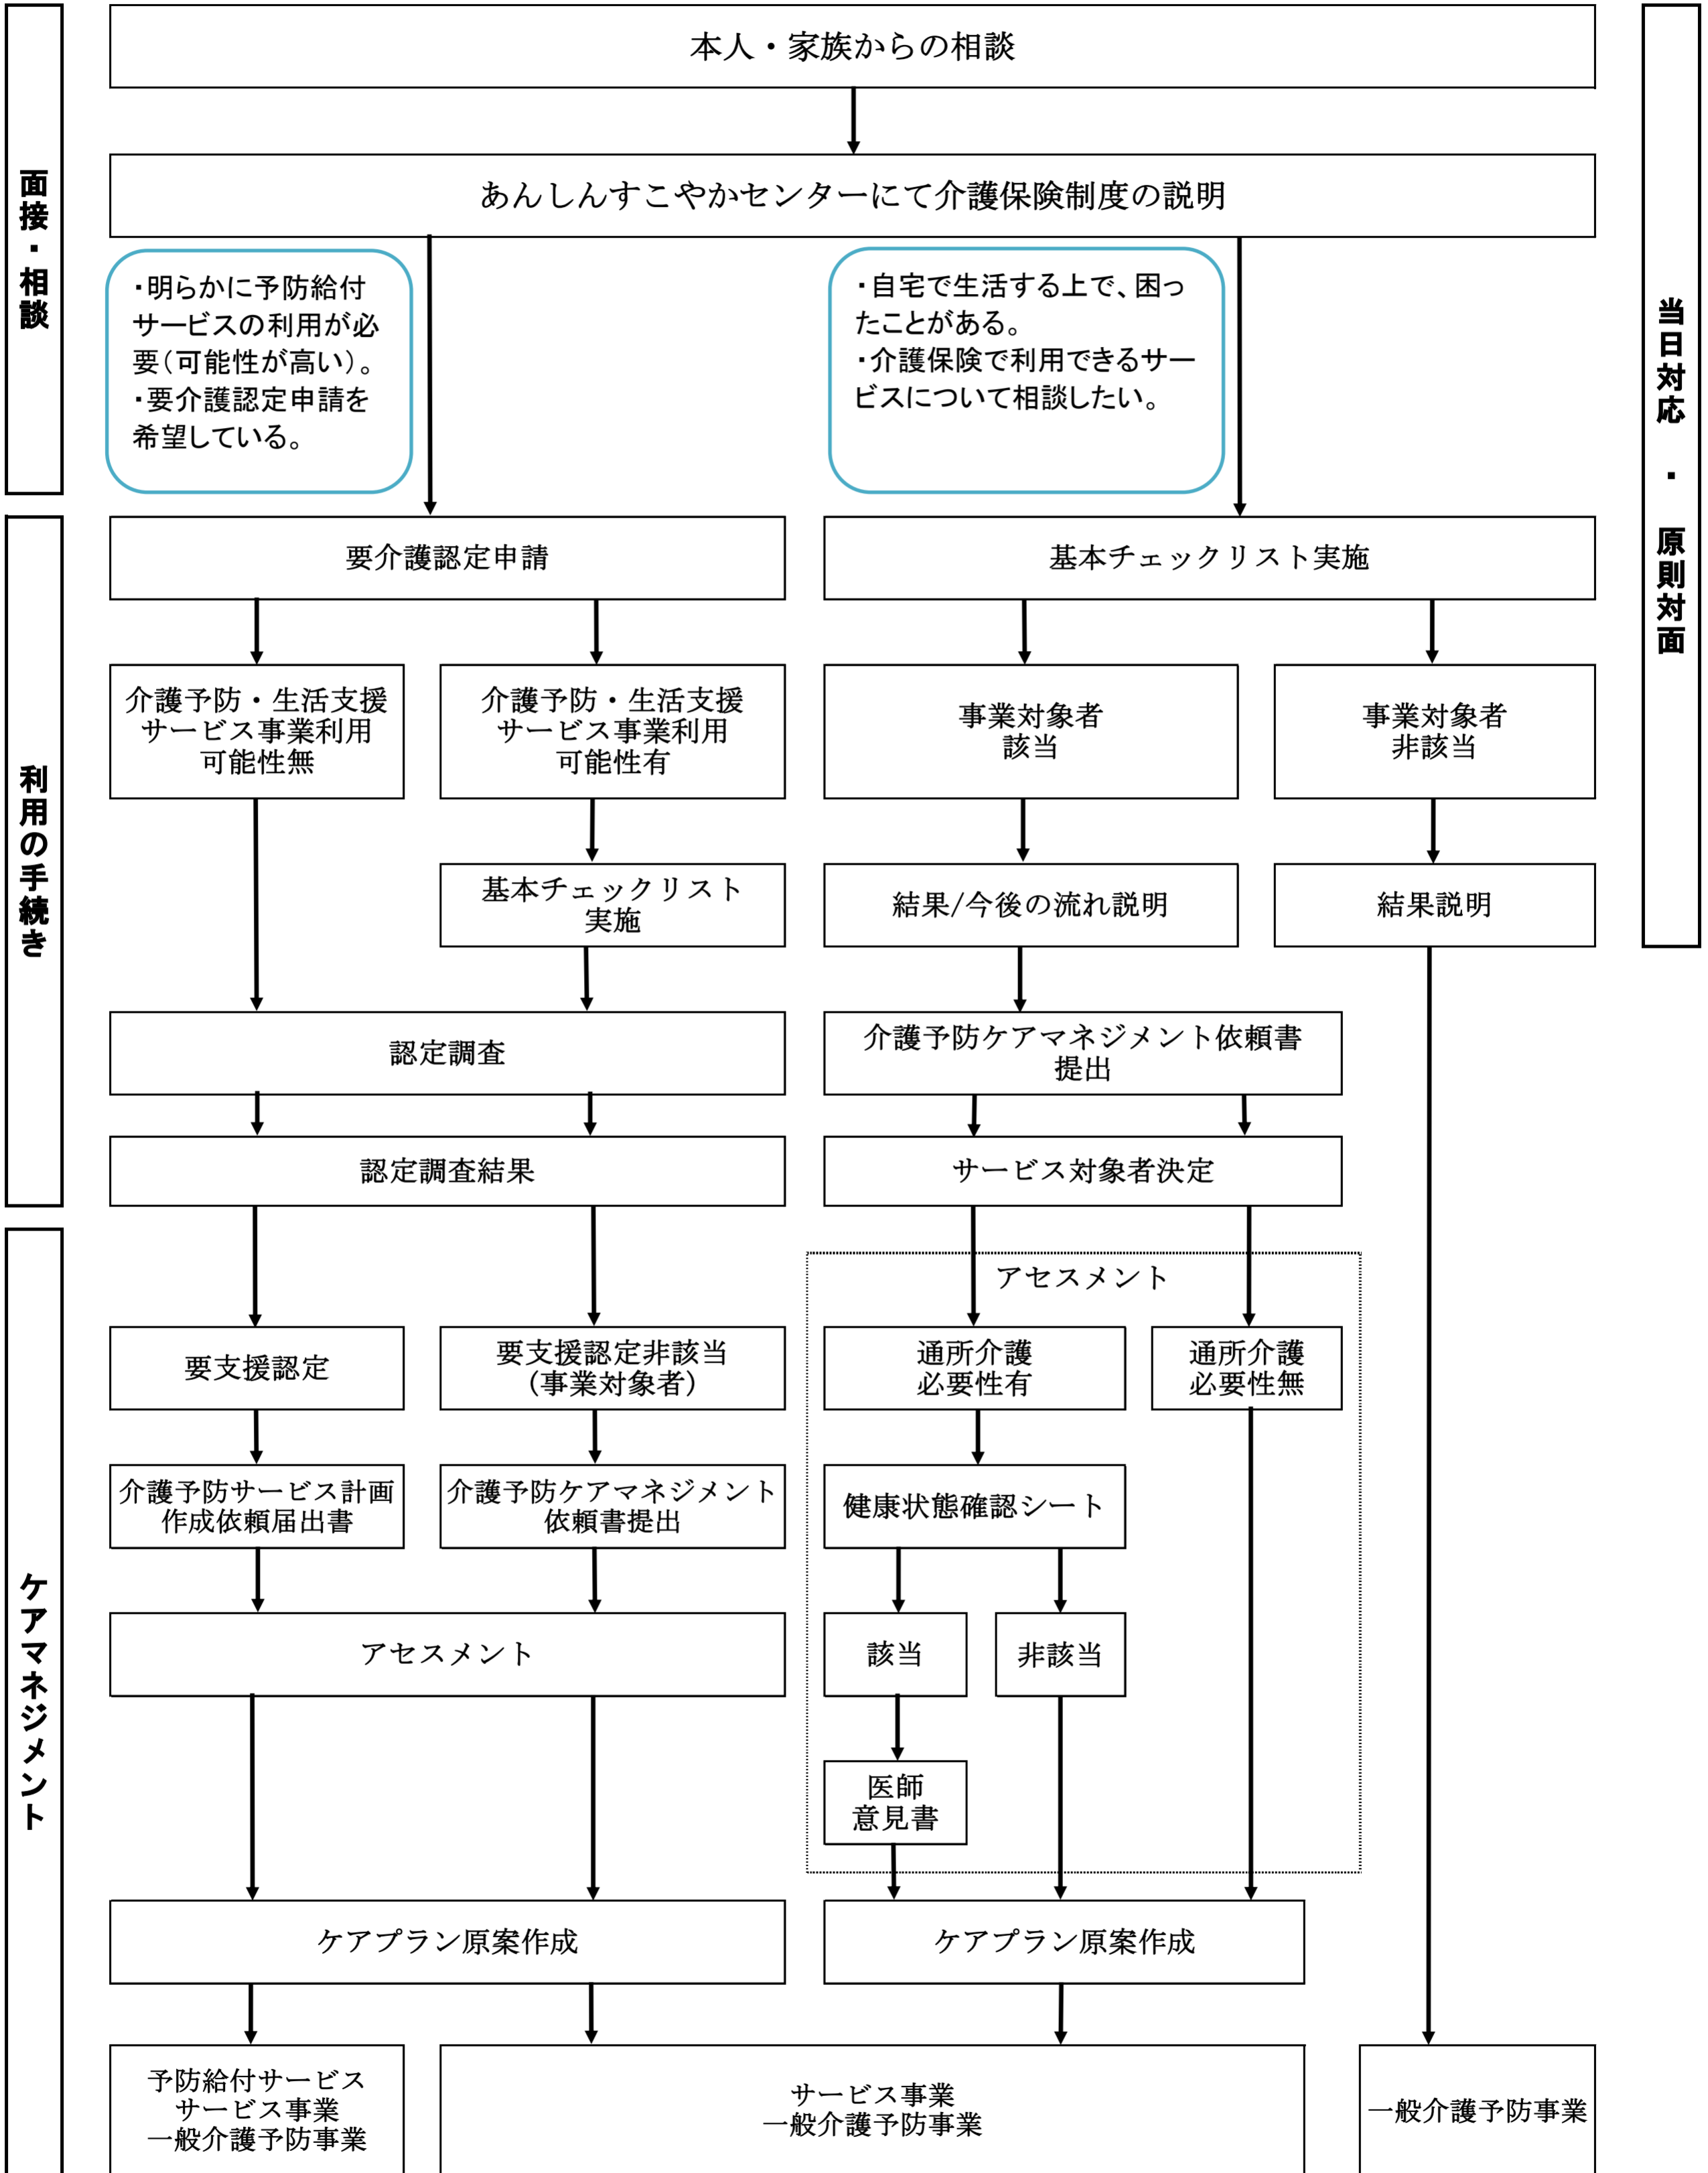 本人・家族からの相談
あんしんすこやかセンターにて介護保険制度の説明
面接・相談
・明らかに予防給付
サービスの利用が必
要（可能性が高い）。
・要介護認定申請を
希望している。
・自宅で生活する上で、困っ
たことがある。
・介護保険で利用できるサー
ビスについて相談したい。
当日対応 ・ 原則対面
利用の手続き
要介護認定申請
基本チェックリスト実施
介護予防・生活支援
サービス事業利用
可能性無
介護予防・生活支援
サービス事業利用
可能性有
事業対象者
該当
事業対象者
非該当
基本チェックリスト
実施
結果/今後の流れ説明
結果説明
認定調査
介護予防ケアマネジメント依頼書
提出
認定調査結果
サービス対象者決定
ケアマネジメント
アセスメント
要支援認定
要支援認定非該当
（事業対象者）
通所介護
必要性有
通所介護
必要性無
介護予防サービス計画
作成依頼届出書
介護予防ケアマネジメント
依頼書提出
健康状態確認シート
アセスメント
該当
非該当
医師
意見書
ケアプラン原案作成
ケアプラン原案作成
予防給付サービス
サービス事業
一般介護予防事業
サービス事業
一般介護予防事業
一般介護予防事業